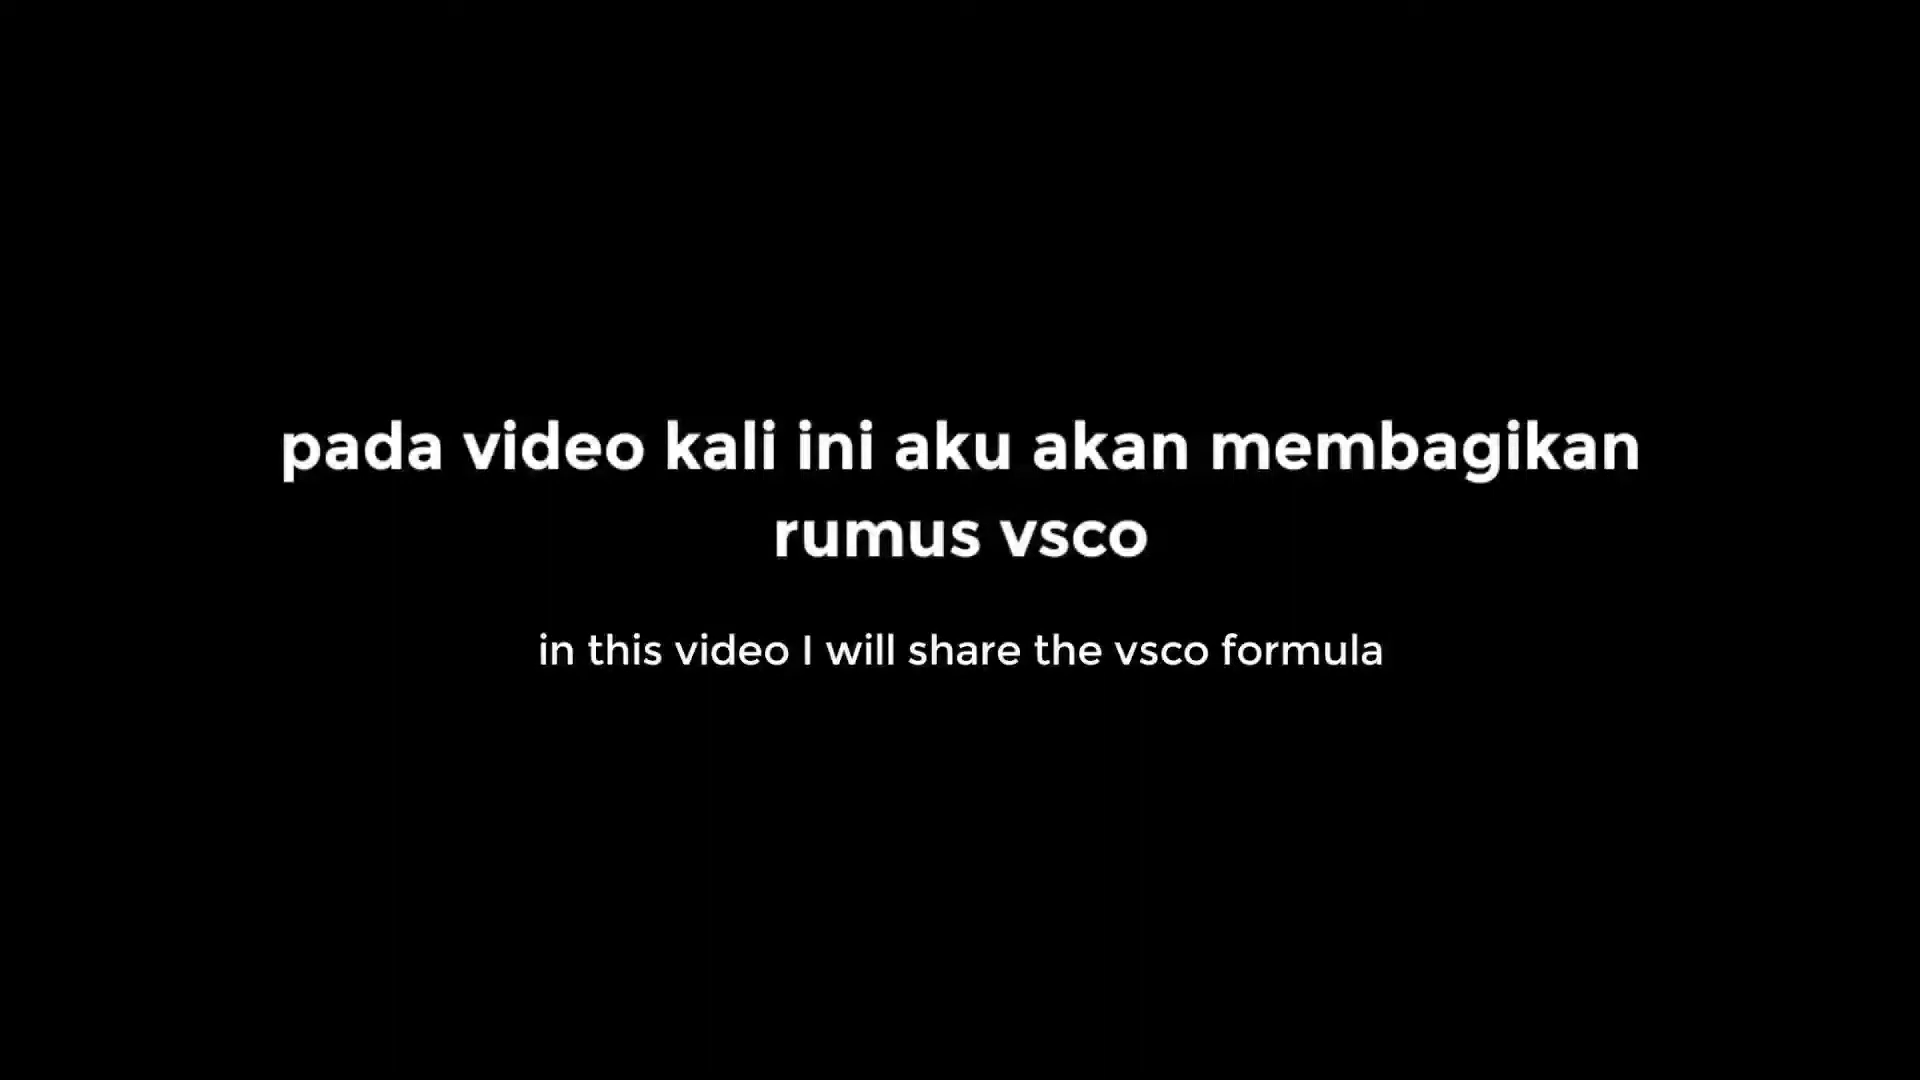 pada video kali ini aku akan membagikan
rumus vsco
in this video I will share the vsco formula